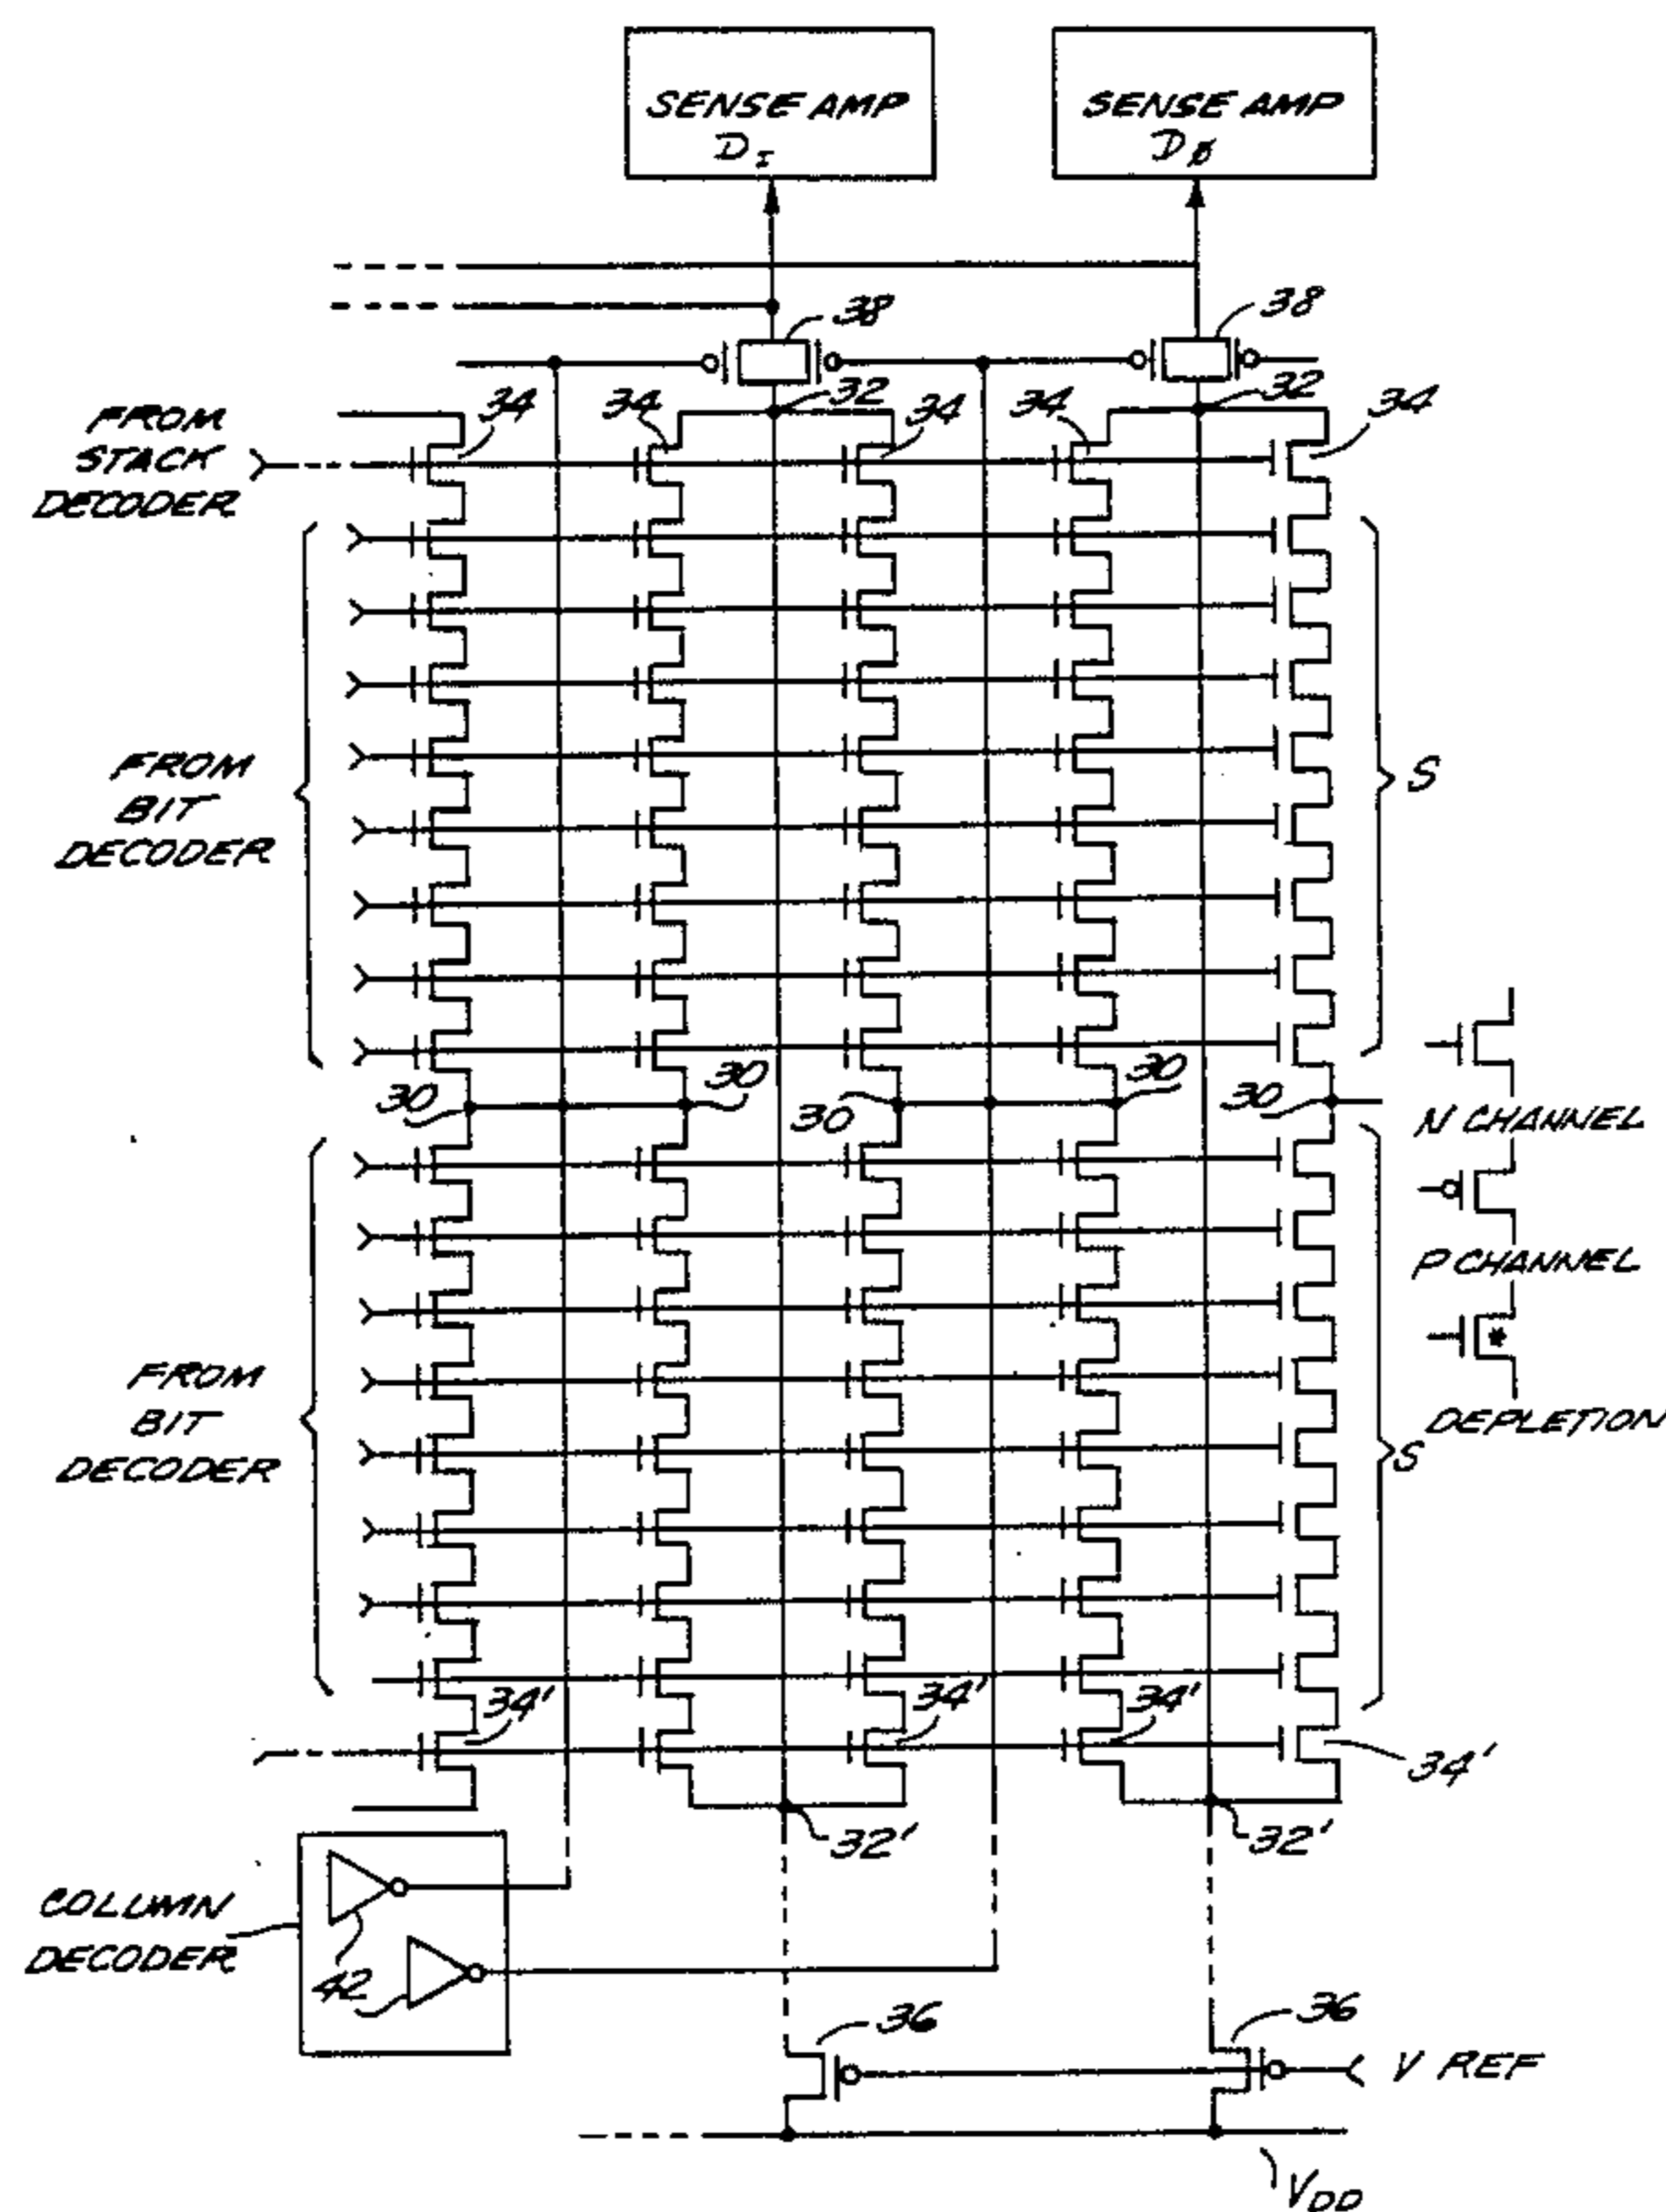 SENSE AMP
D I
SENSE AMP
D Ø
38
38
FROM
STACK
DECODER
34
34
32
34
34
32
34
FROM
BIT
DECODER
S
30
30
30
30
30
N CHANNEL
P CHANNEL
*
DEPLETION
FROM
BIT
DECODER
S
34'
34'
34'
34'
32'
32'
COLUMN
DECODER
42
36
36
V REF
VDD